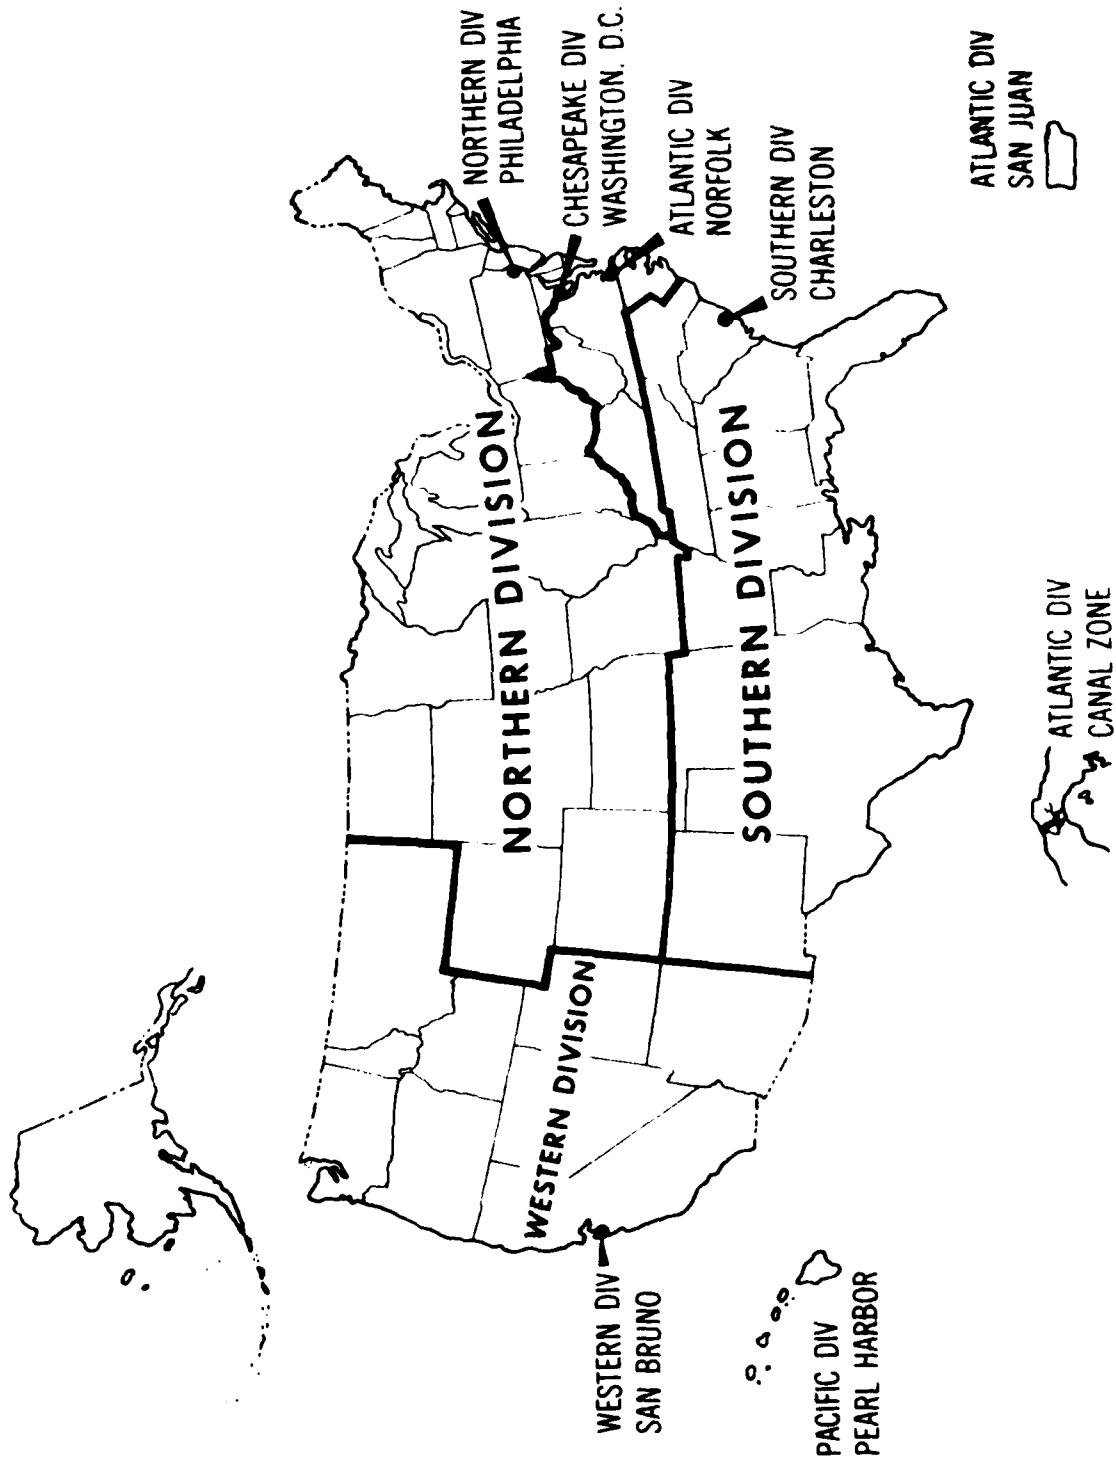 NORTHERN DIV
PHILADELPHIA
CHESAPEAKE DIV
WASHINGTON. D.C.
ATLANTIC DIV
NORFOLK
SOUTHERN DIV
CHARLESTON
ATLANTIC DIV
SAN JUAN
NORTHERN DIVISION
SOUTHERN DIVISION
WESTERN DIVISION
ATLANTIC DIV
CANAL ZONE
WESTERN DIV
SAN BRUNO
PACIFIC DIV
PEARL HARBOR